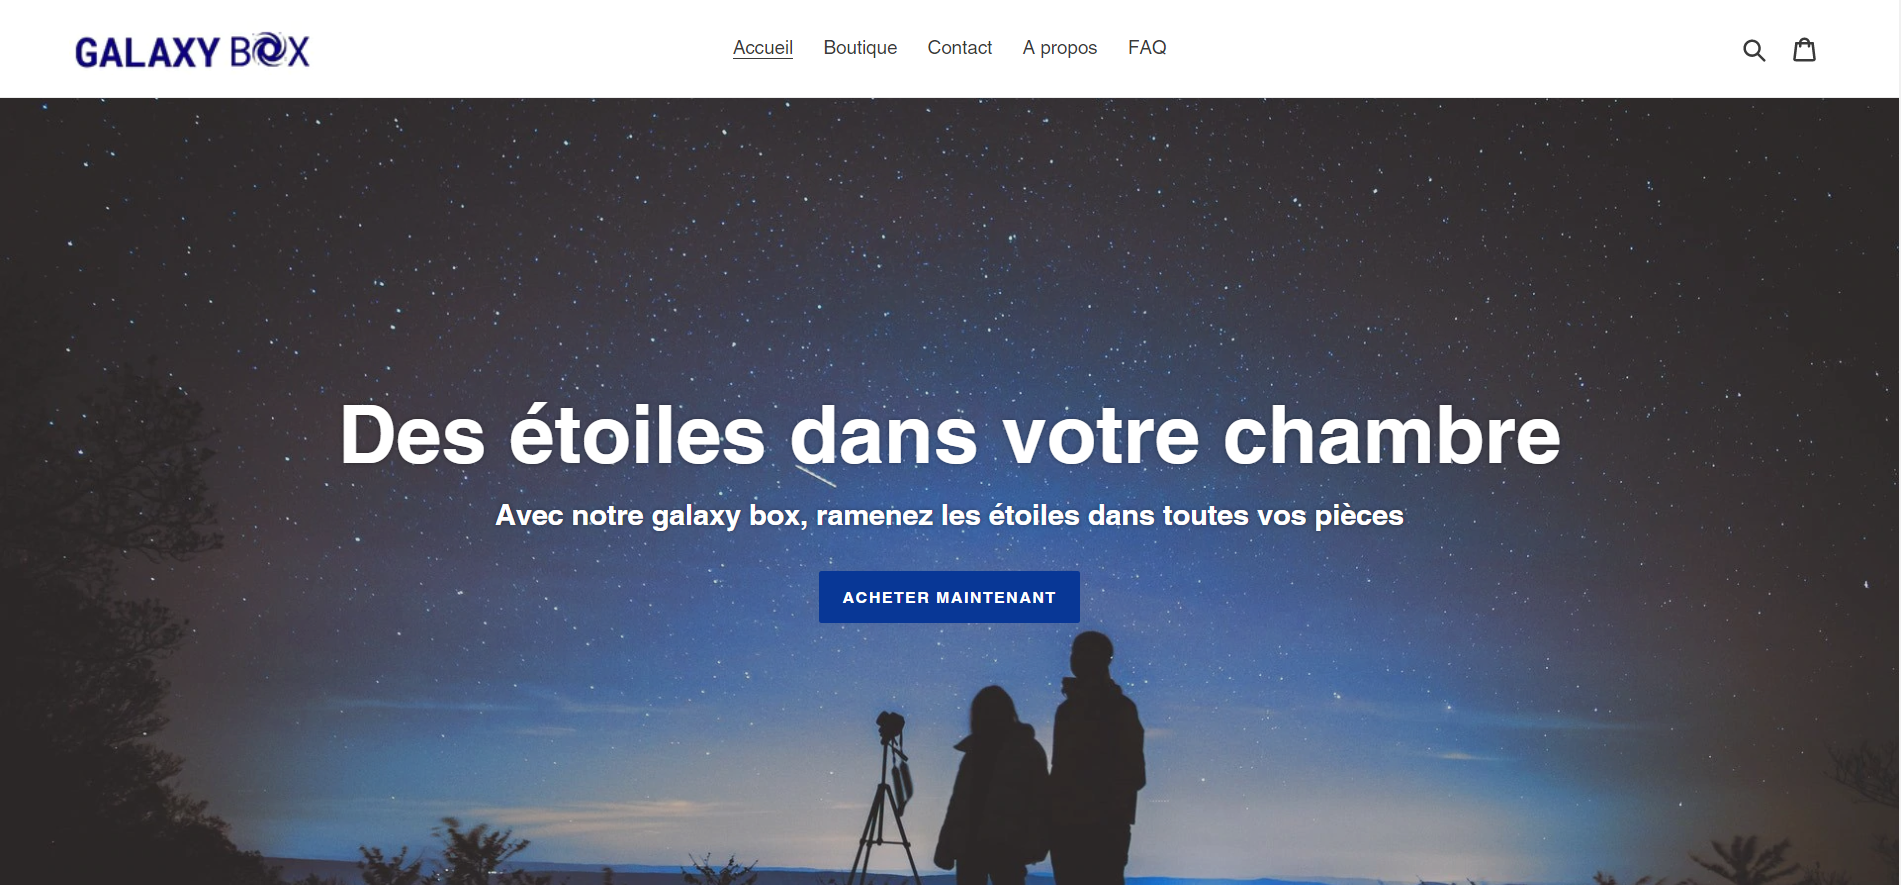 GALAXY BOX
Accueil Boutique Contact A propos FAQ
Des étoiles dans votre chambre
Avec notre galaxy box, ramenez les étoiles dans toutes vos pièces
ACHETER MAINTENANT